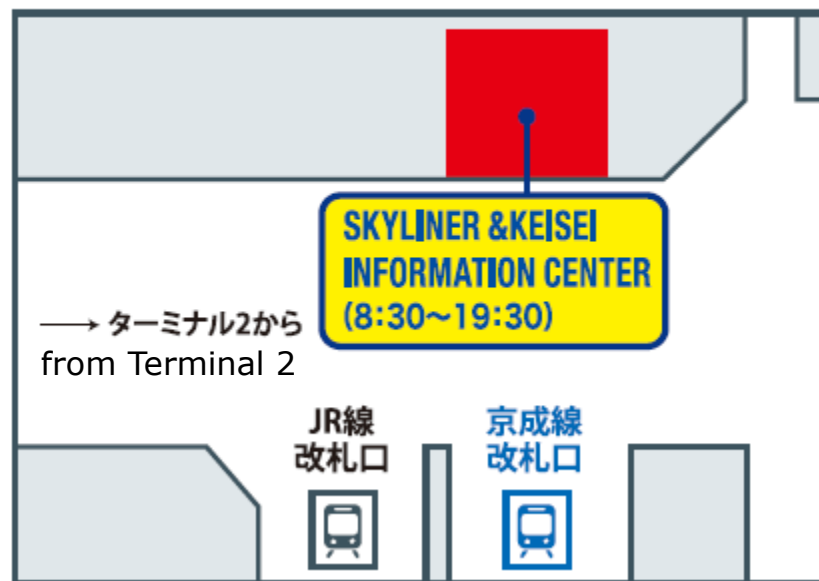 SKYLINER &KEISEI
INFORMATION CENTER
(8:30～19:30)
→ ターミナル2から
from Terminal 2
JR線
改札口
京成線
改札口